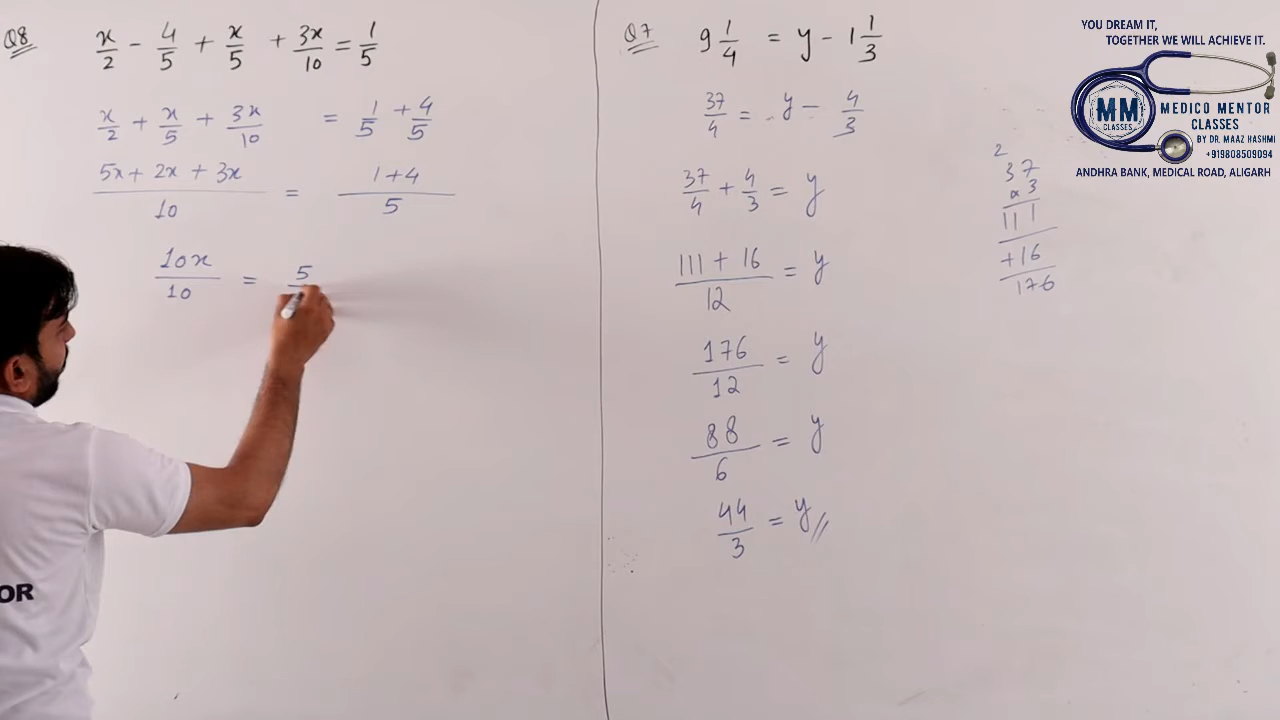 Q8
x/2 - 4/5 + x/5 + 3x/10 = 1/5
x/2 + x/5 + 3x/10 = 1/5 + 4/5
5x + 2x + 3x / 10 = 1+4 / 5
10x/10 = 5
OR
Q7
9 1/4 = y - 1 1/3
37/4 = y - 4/3
37/4 + 4/3 = y
111 + 16 / 12 = y
176/12 = y
88/6 = y
44/3 = y //
2
37
x 3
111
+16
176
YOU DREAM IT,
TOGETHER WE WILL ACHIEVE IT.
MM
CLASSES
MEDICO MENTOR
CLASSES
BY DR. MAAZ HASHMI
+919808509094
ANDHRA BANK, MEDICAL ROAD, ALIGARH